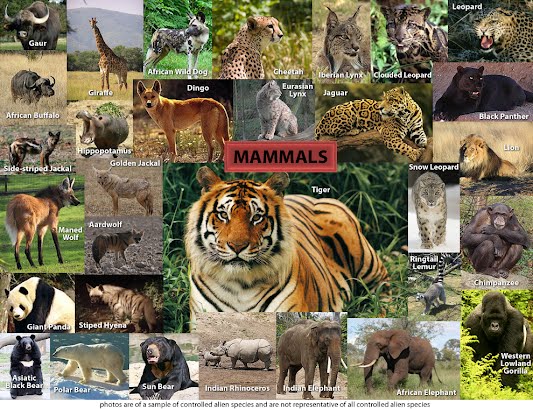 Gaur
Giraffe
African Wild Dog
Cheetah
Iberian Lynx
Clouded Leopard
Leopard
African Buffalo
Hippopotamus
Dingo
Eurasian
Lynx
Jaguar
Black Panther
Side-striped Jackal
Golden Jackal
MAMMALS
Lion
Maned
Wolf
Aardwolf
Tiger
Snow Leopard
Chimpanzee
Ringtail
Lemur
Giant Panda
Stiped Hyena
Western
Lowland
Gorilla
Asiatic
Black Bear
Polar Bear
Sun Bear
Indian Rhinoceros
Indian Elephant
African Elephant
photos are of a sample of controlled alien species and are not representative of all controlled alien species